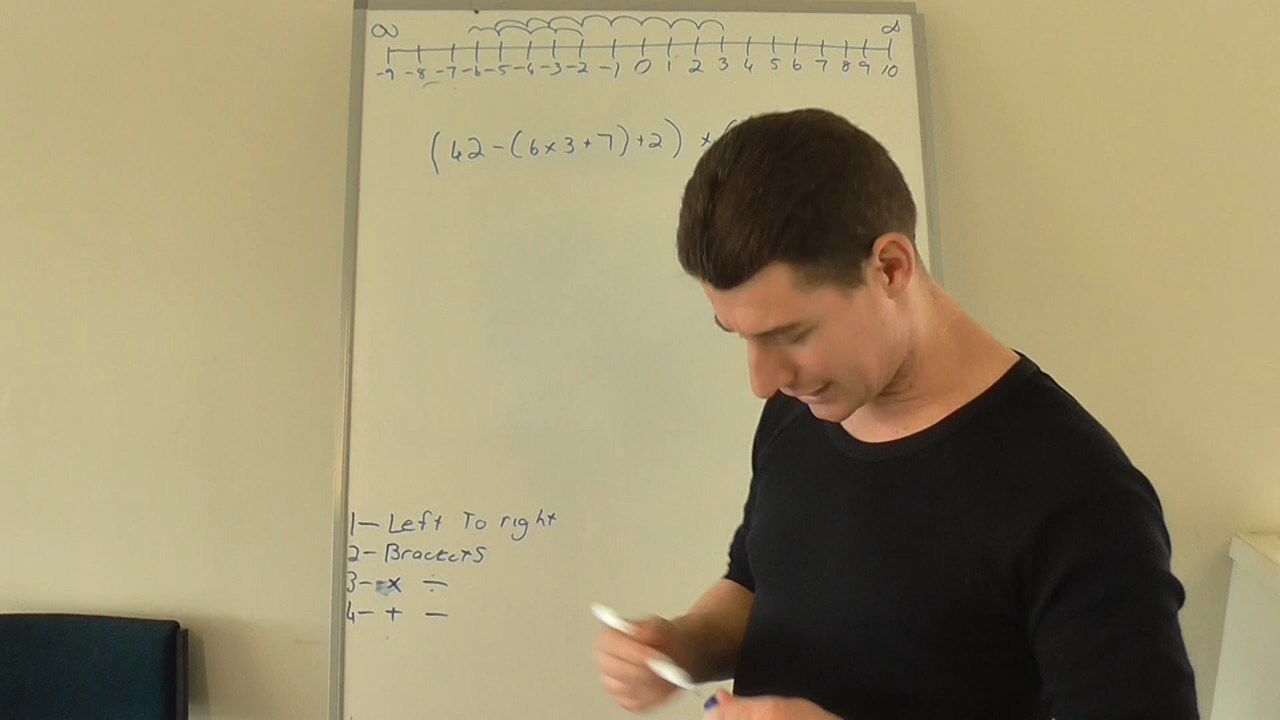 ∞ ∞
-9 -8 -7 -6 -5 -4 -3 -2 -1 0 1 2 3 4 5 6 7 8 9 10
(42-(6×3+7)+2) × (
1- Left To right
2- Brackets
3- × ÷
4- + -